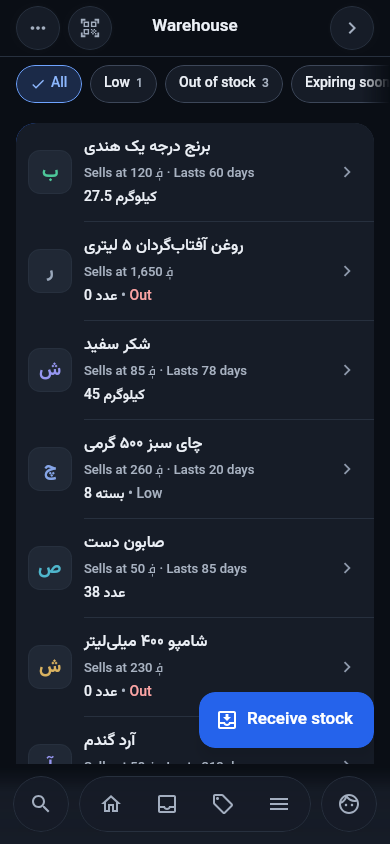 Warehouse
All
Low 1
Out of stock 3
Expiring soon
ب
برنج درجه یک هندی
Sells at 120 ؋ · Lasts 60 days
27.5 کیلوگرم
ر
روغن آفتاب‌گردان ۵ لیتری
Sells at 1,650 ؋
0 عدد • Out
ش
شکر سفید
Sells at 85 ؋ · Lasts 78 days
45 کیلوگرم
چ
چای سبز ۵۰۰ گرمی
Sells at 260 ؋ · Lasts 20 days
8 بسته • Low
ص
صابون دست
Sells at 50 ؋ · Lasts 85 days
38 عدد
ش
شامپو ۴۰۰ میلی‌لیتر
Sells at 230 ؋
0 عدد • Out
آ
آرد گندم
Receive stock